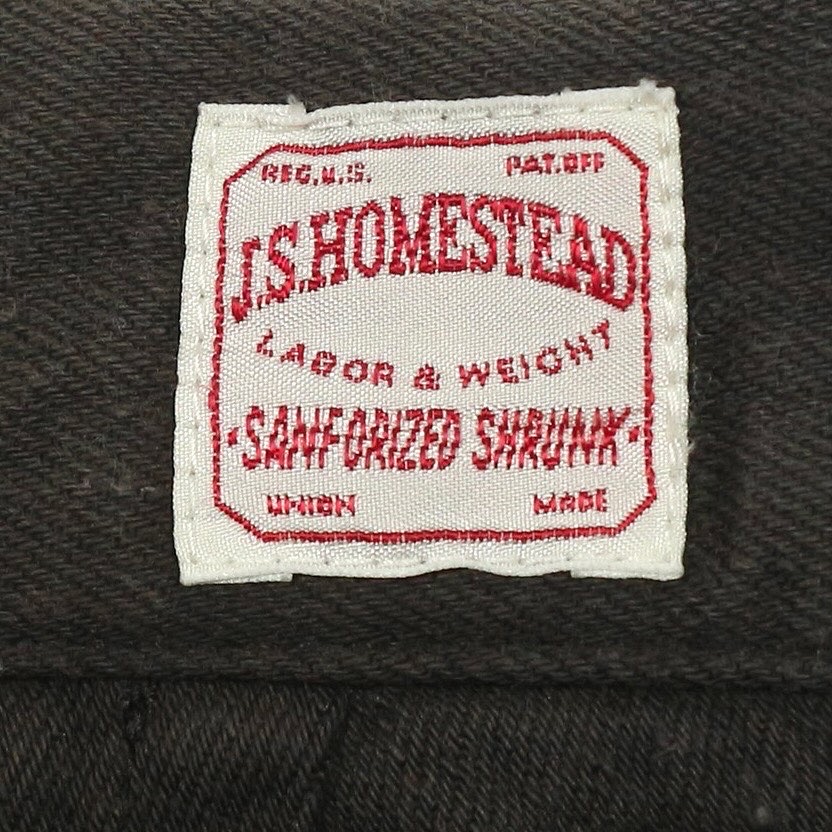 REG.U.S. PAT.OFF
J.S.HOMESTEAD
LABOR & WEIGHT
·SANFORIZED SHRUNK·
UNION MADE